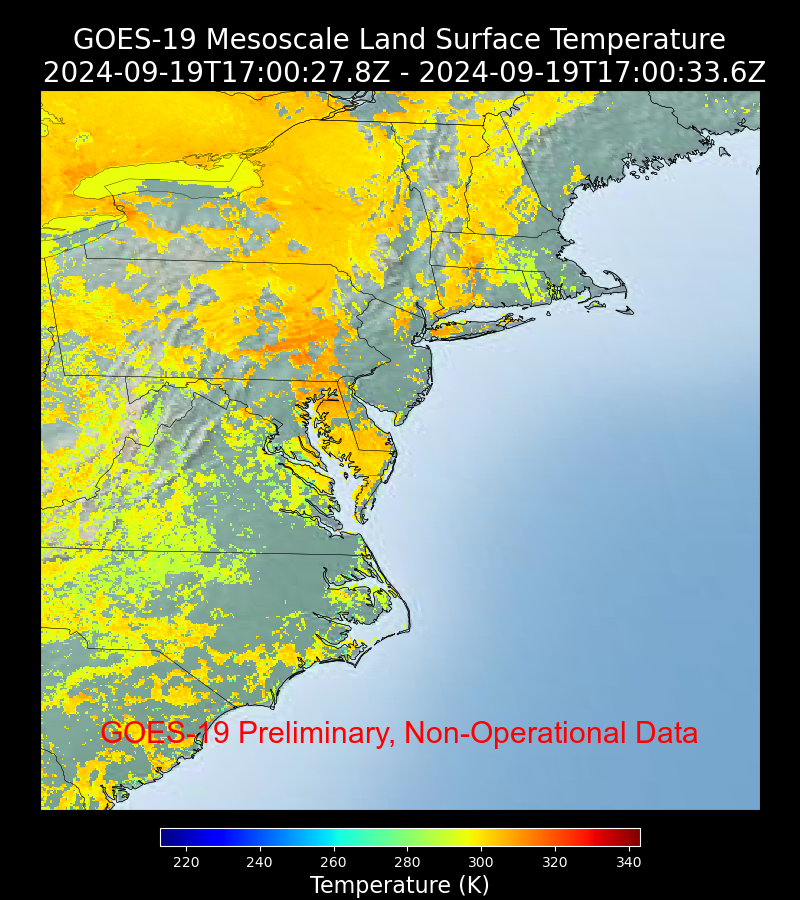 GOES-19 Mesoscale Land Surface Temperature
2024-09-19T17:00:27.8Z - 2024-09-19T17:00:33.6Z
GOES-19 Preliminary, Non-Operational Data
220 240 260 280 300 320 340
Temperature (K)